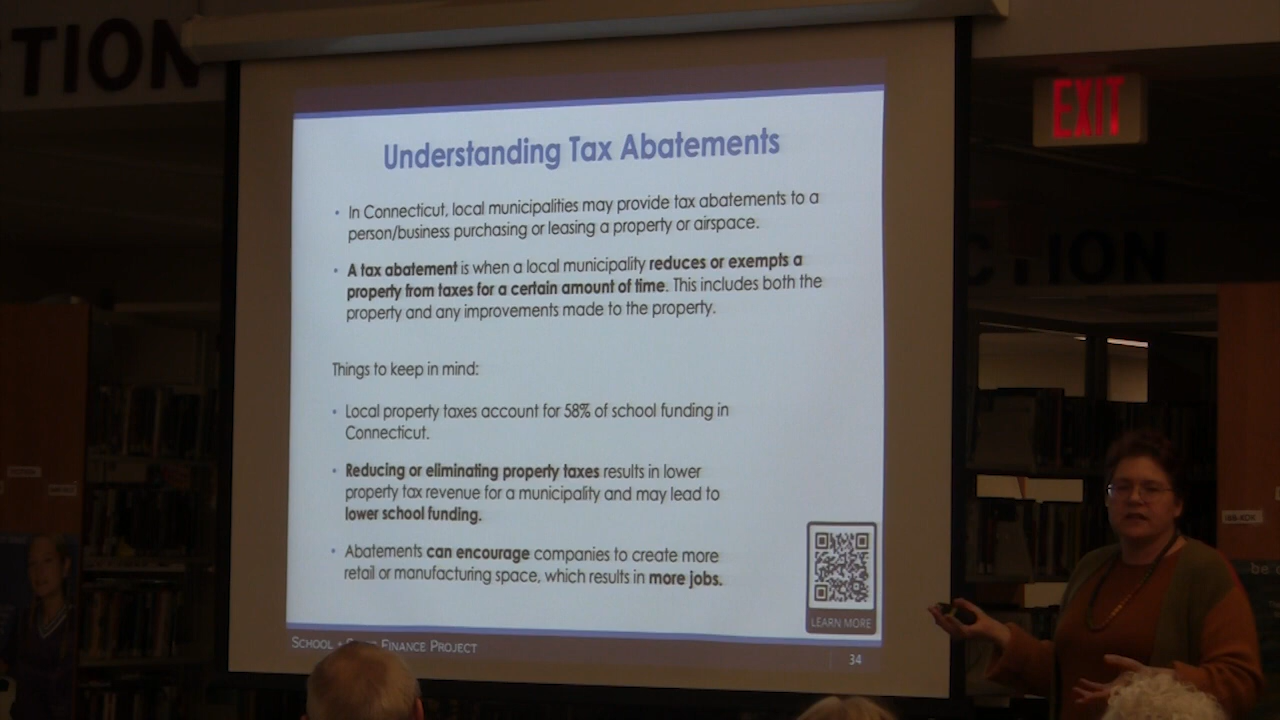 CTION
EXIT
Understanding Tax Abatements
• In Connecticut, local municipalities may provide tax abatements to a
person/business purchasing or leasing a property or airspace.
• A tax abatement is when a local municipality reduces or exempts a
property from taxes for a certain amount of time. This includes both the
property and any improvements made to the property.
Things to keep in mind:
• Local property taxes account for 58% of school funding in
Connecticut.
• Reducing or eliminating property taxes results in lower
property tax revenue for a municipality and may lead to
lower school funding.
• Abatements can encourage companies to create more
retail or manufacturing space, which results in more jobs.
LEARN MORE
SCHOOL + FINANCE PROJECT
34
CTION
be